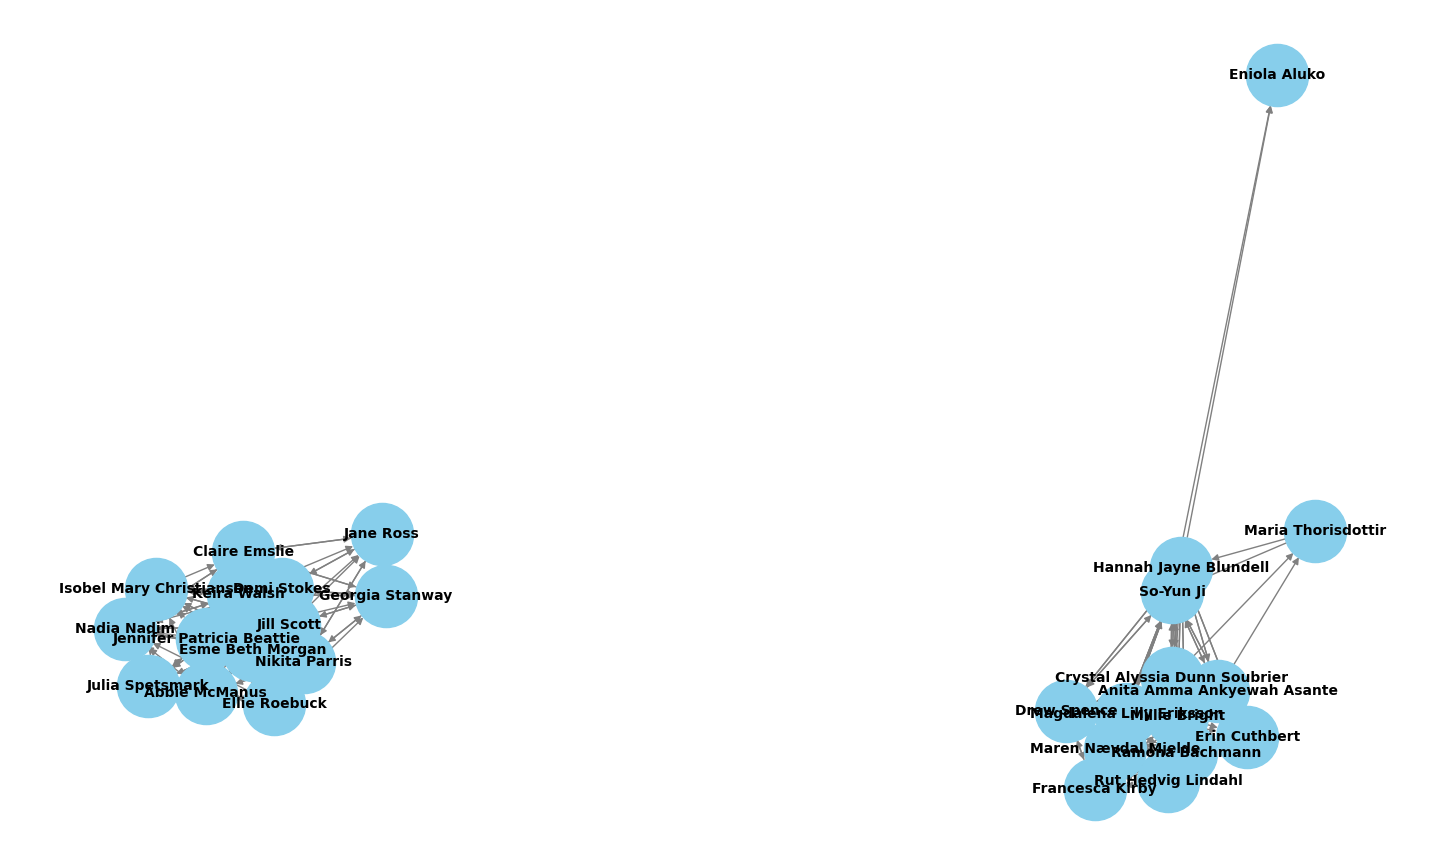 Eniola Aluko
Jane Ross
Claire Emslie
Isobel Mary Christiansen
Demi Stokes
Keira Walsh
Georgia Stanway
Nadia Nadim
Jill Scott
Jennifer Patricia Beattie
Esme Beth Morgan
Nikita Parris
Julia Spetsmark
Abbie McManus
Ellie Roebuck
Maria Thorisdottir
Hannah Jayne Blundell
So-Yun Ji
Crystal Alyssia Dunn Soubrier
Anita Amma Ankyewah Asante
Drew Spence
Magdalena Lilly Eriksson
Millie Bright
Erin Cuthbert
Maren Nævdal Mjelde
Ramona Bachmann
Rut Hedvig Lindahl
Francesca Kirby